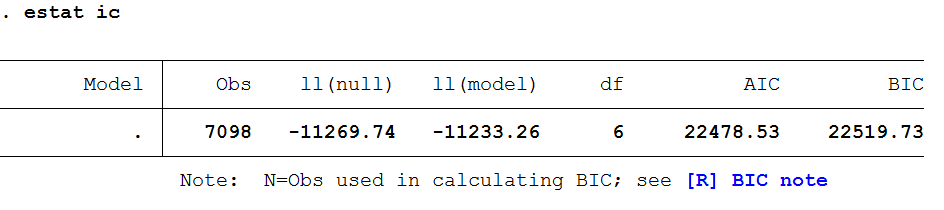 . estat ic
Model Obs ll(null) ll(model) df AIC BIC
. 7098 -11269.74 -11233.26 6 22478.53 22519.73
Note: N=Obs used in calculating BIC; see [R] BIC note